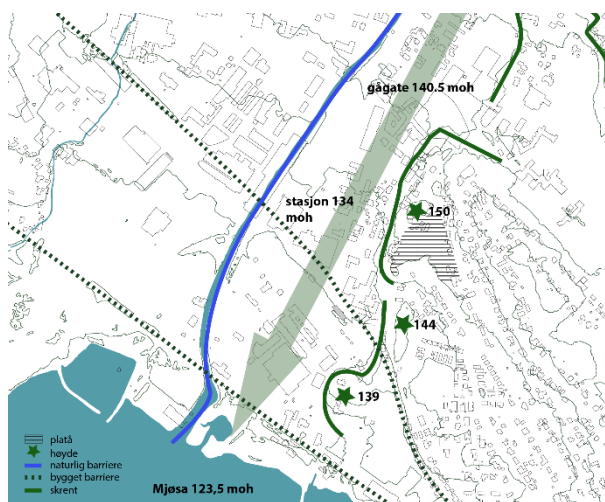 gågate 140.5 moh
stasjon 134
moh
150
144
139
platå
høyde
naturlig barriere
bygget barriere
skrent
Mjøsa 123,5 moh